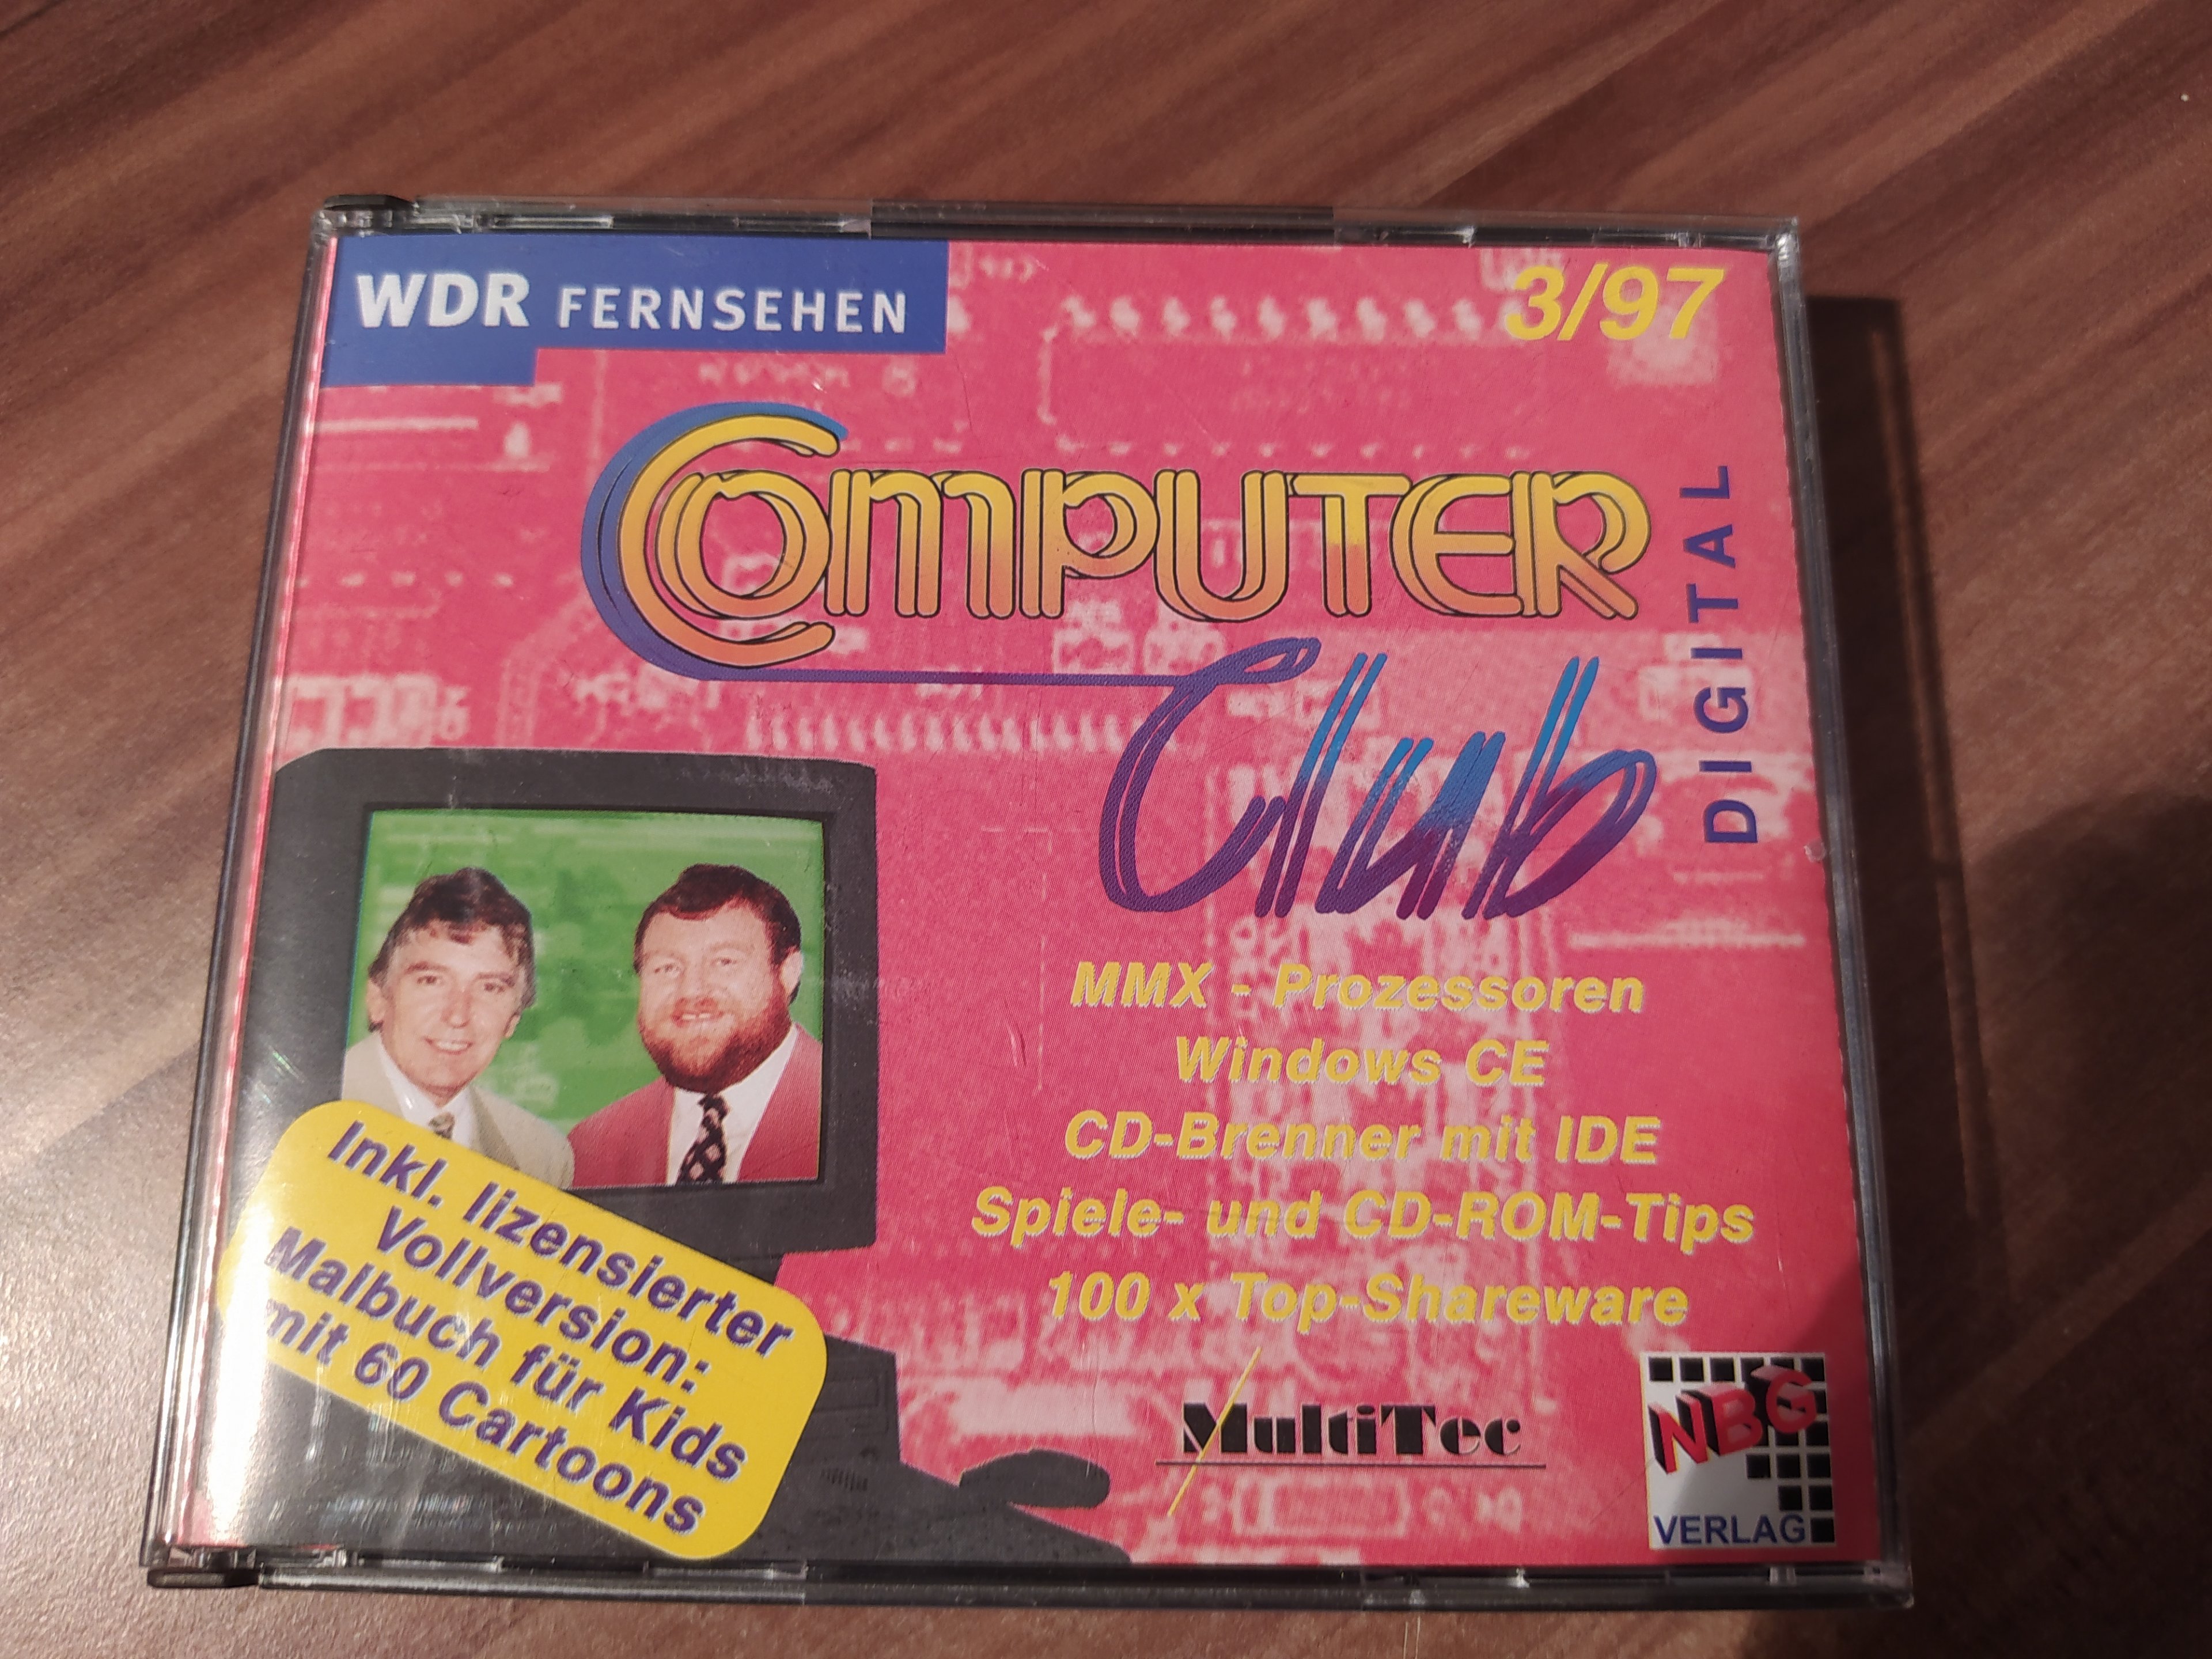 WDR FERNSEHEN
3/97
COMPUTER
Club
DIGITAL
MMX - Prozessoren
Windows CE
CD-Brenner mit IDE
Spiele- und CD-ROM-Tips
100 x Top-Shareware
Inkl. lizensierter
Vollversion:
Malbuch für Kids
mit 60 Cartoons
MultiTec
NBG
VERLAG